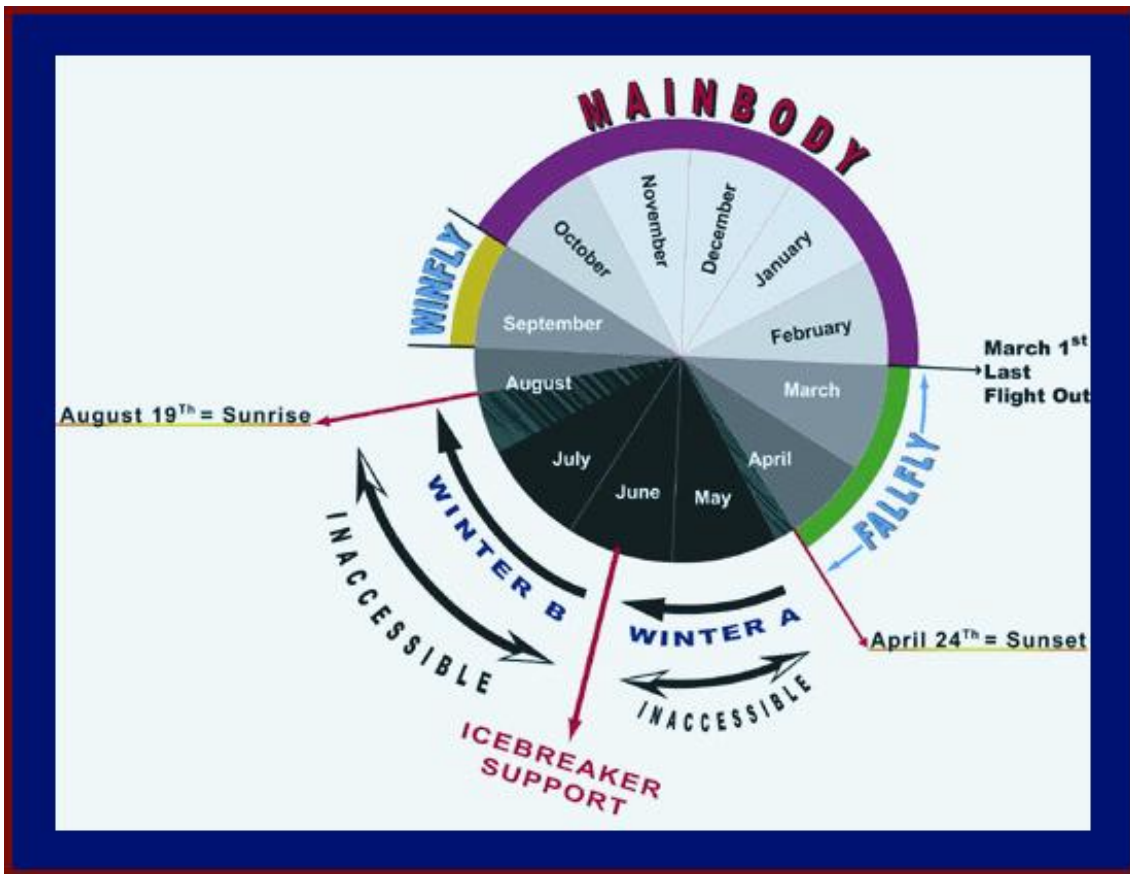 MAINBODY
November
December
October
January
WINFLY
September
February
March 1st
Last
Flight Out
August
March
August 19Th = Sunrise
July
April
June
May
FALLFLY
WINTER B
WINTER A
INACCESSIBLE
INACCESSIBLE
April 24Th = Sunset
ICEBREAKER
SUPPORT